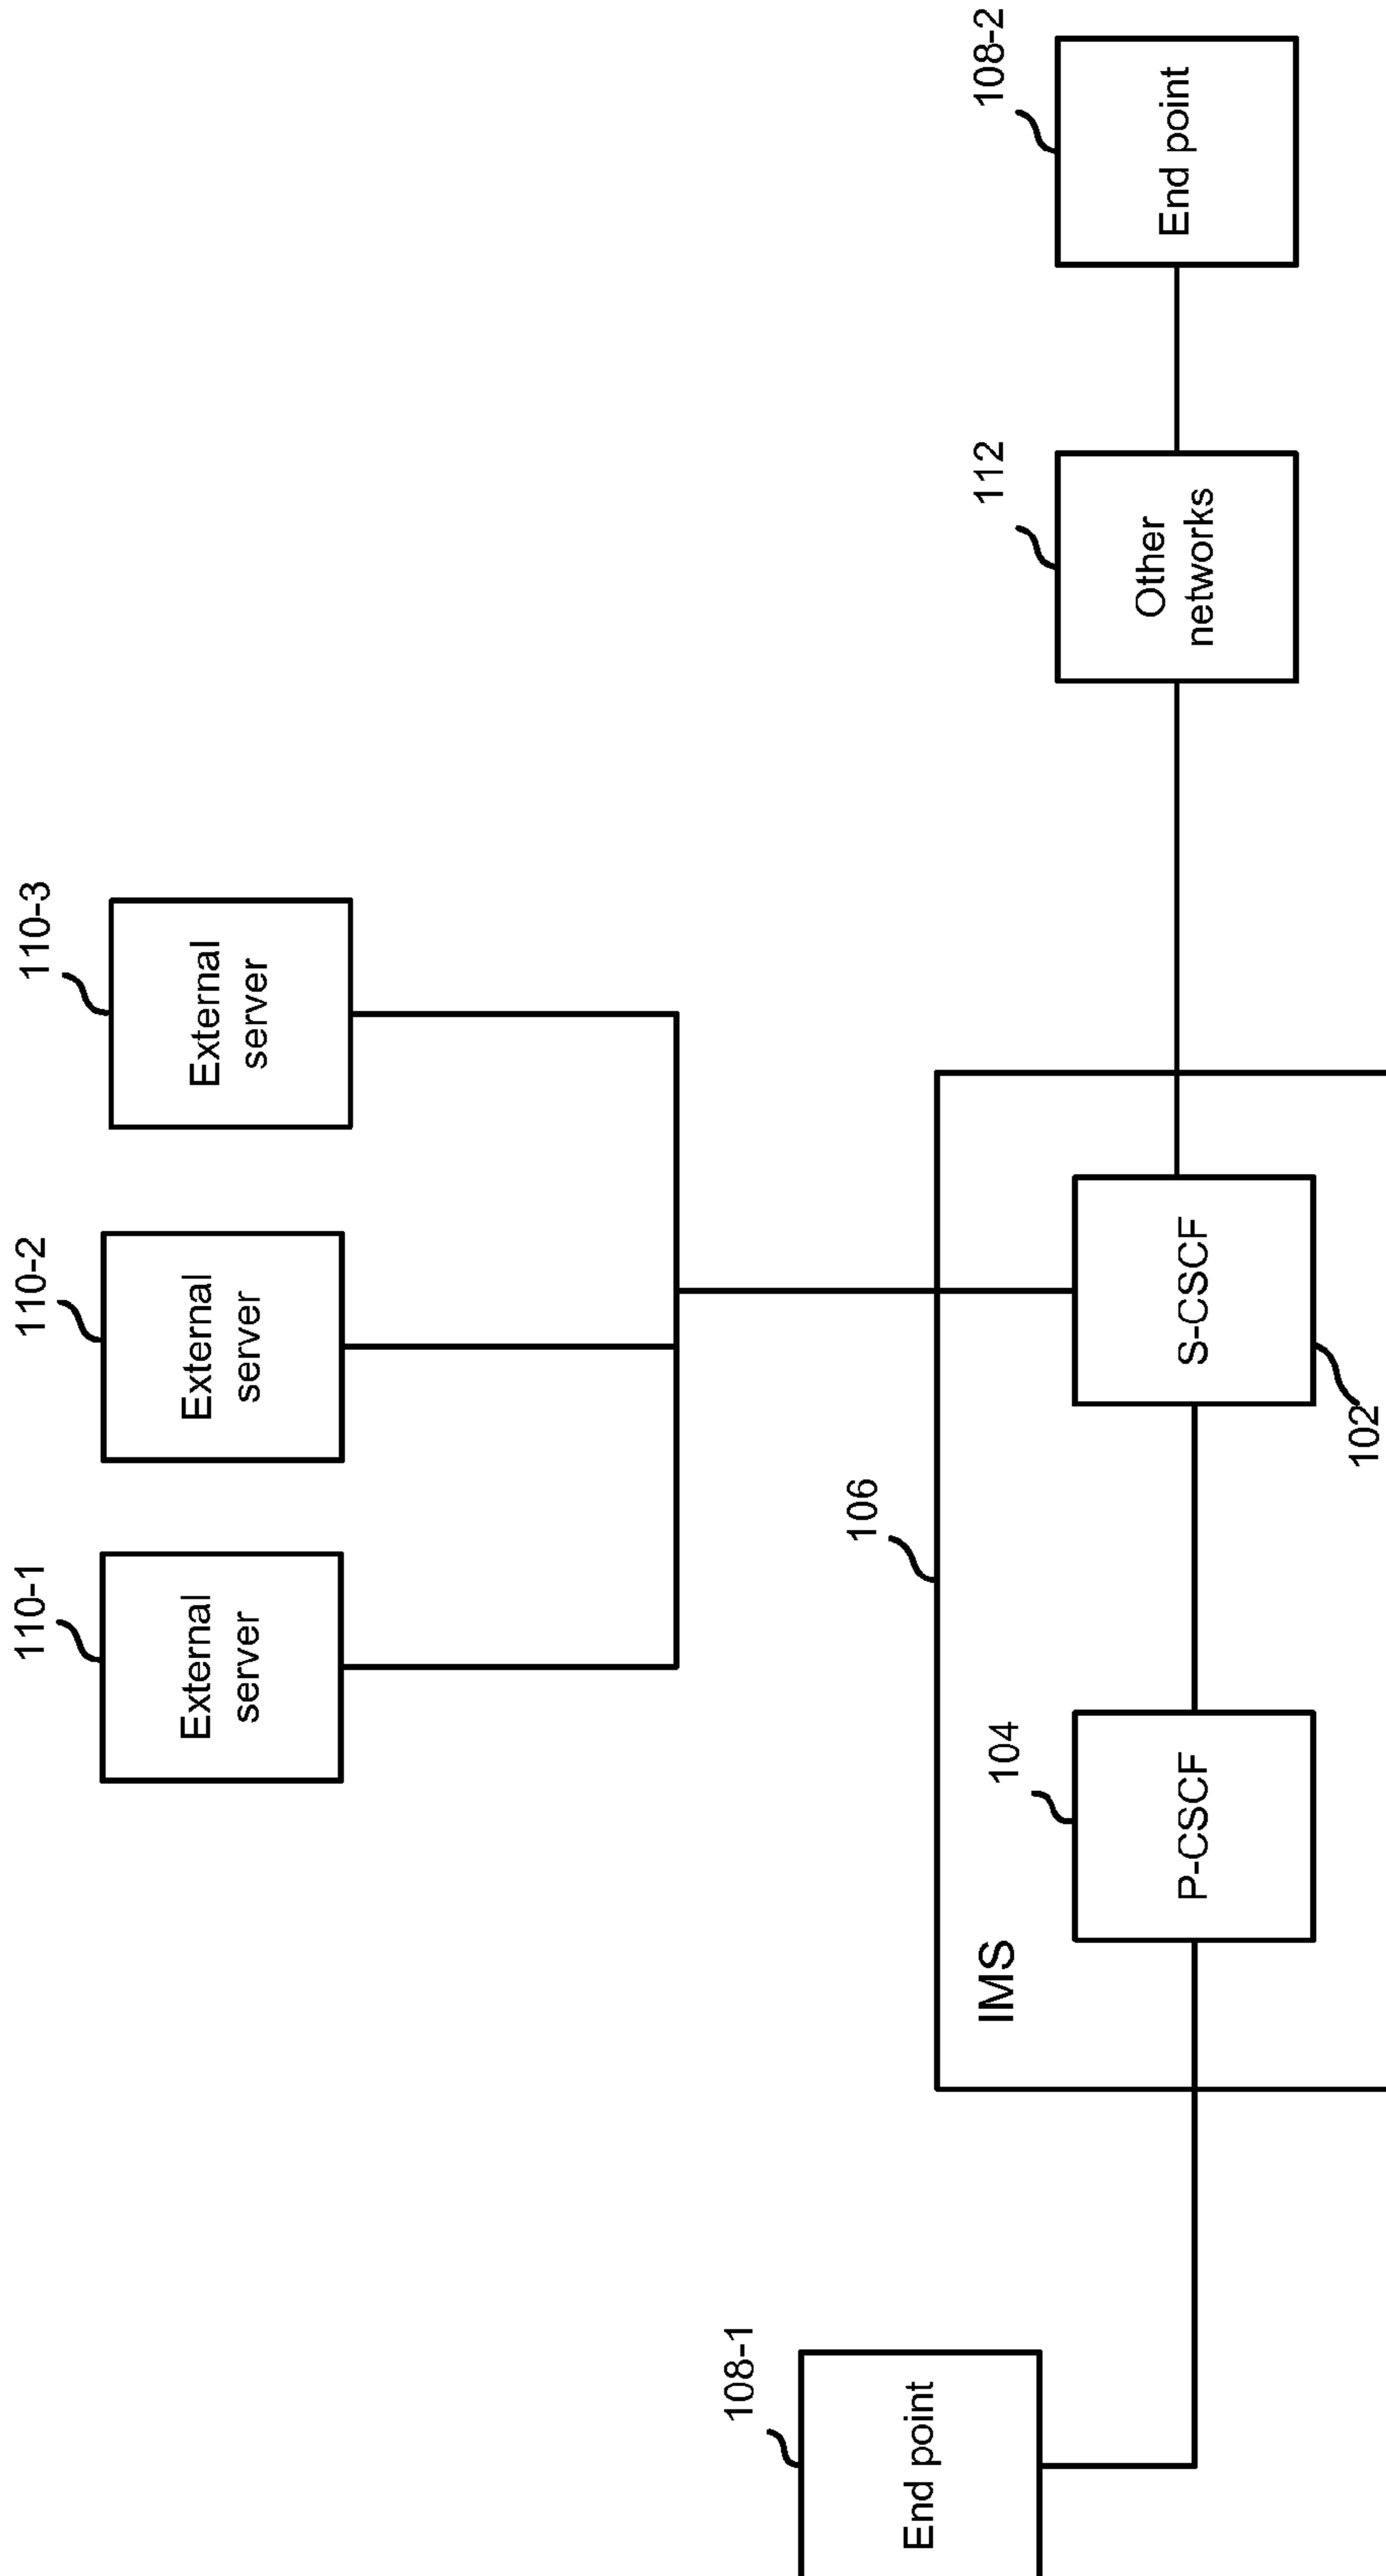 110-1
External
server
110-2
External
server
110-3
External
server
108-1
End point
106
IMS
104
P-CSCF
S-CSCF
102
112
Other
networks
108-2
End point